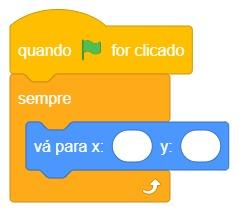 quando for clicado
sempre
vá para x: y: